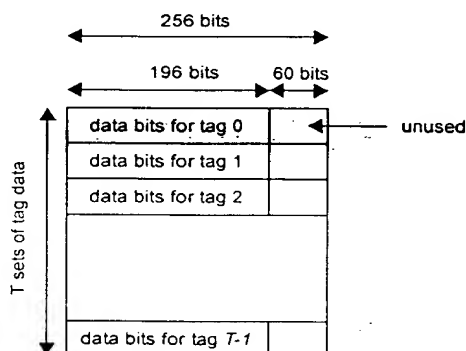 256 bits
196 bits 60 bits
data bits for tag 0 unused
data bits for tag 1
data bits for tag 2
T sets of tag data
data bits for tag T-1